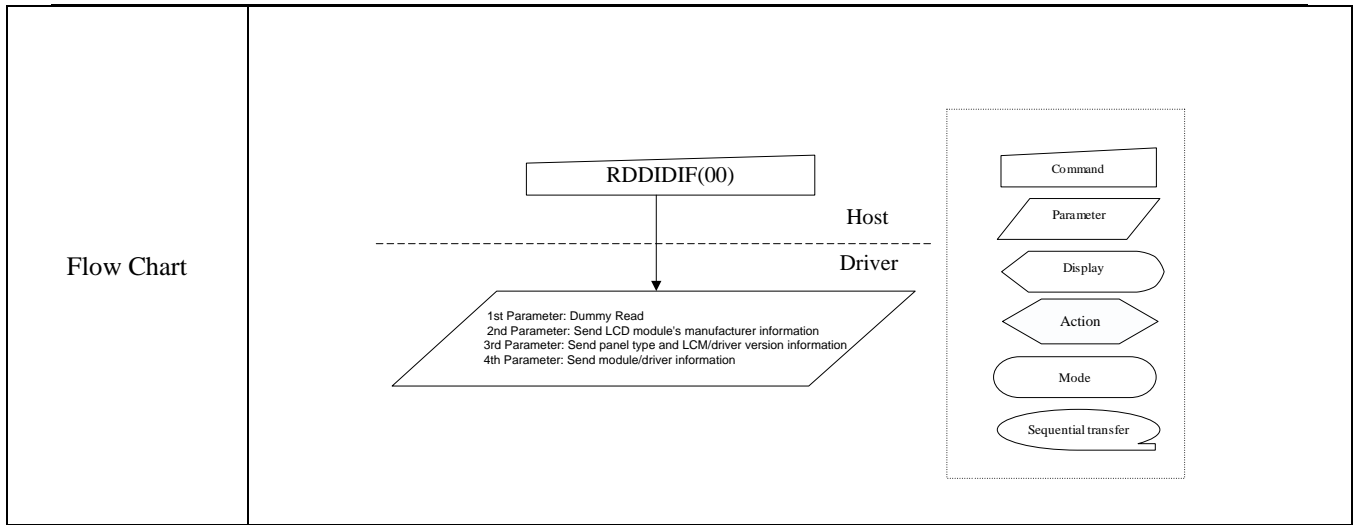 Flow Chart
RDDIDIF(00)
Host
Driver
1st Parameter: Dummy Read
2nd Parameter: Send LCD module's manufacturer information
3rd Parameter: Send panel type and LCM/driver version information
4th Parameter: Send module/driver information
Command
Parameter
Display
Action
Mode
Sequential transfer